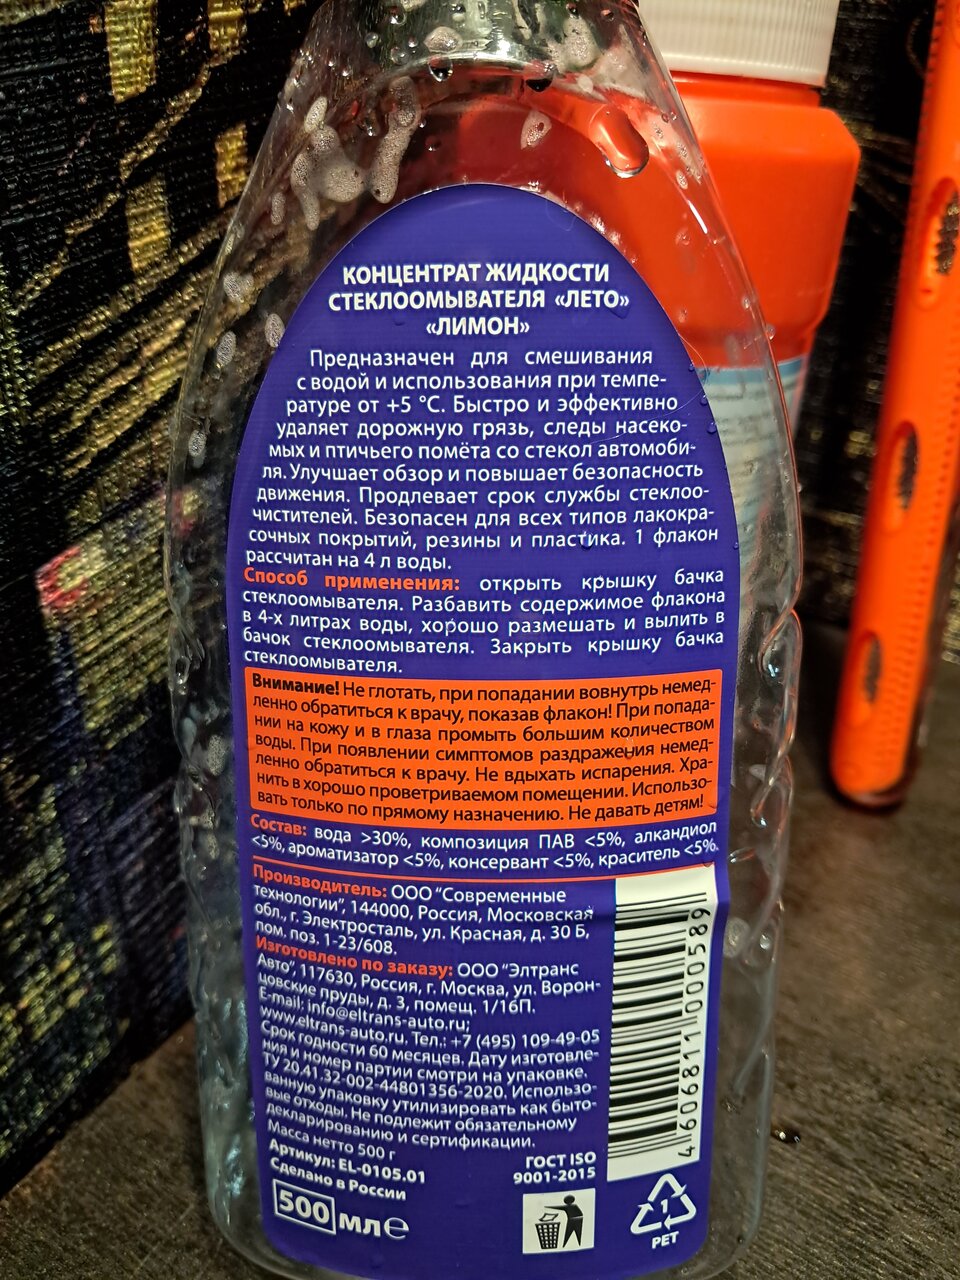 КОНЦЕНТРАТ ЖИДКОСТИ
СТЕКЛООМЫВАТЕЛЯ «ЛЕТО»
«ЛИМОН»
Предназначен для смешивания
с водой и использования при темпе-
ратуре от +5 °С. Быстро и эффективно
удаляет дорожную грязь, следы насеко-
мых и птичьего помёта со стекол автомоби-
ля. Улучшает обзор и повышает безопасность
движения. Продлевает срок службы стеклоо-
чистителей. Безопасен для всех типов лакокра-
сочных покрытий, резины и пластика. 1 флакон
рассчитан на 4 л воды.
Способ применения: открыть крышку бачка
стеклоомывателя. Разбавить содержимое флакона
в 4-х литрах воды, хорошо размешать и вылить в
бачок стеклоомывателя. Закрыть крышку бачка
стеклоомывателя.
Внимание! Не глотать, при попадании вовнутрь немед-
ленно обратиться к врачу, показав флакон! При попада-
нии на кожу и в глаза промыть большим количеством
воды. При появлении симптомов раздражения немед-
ленно обратиться к врачу. Не вдыхать испарения. Хра-
нить в хорошо проветриваемом помещении. Использо-
вать только по прямому назначению. Не давать детям!
Состав: вода >30%, композиция ПАВ <5%, алкандиол
<5%, ароматизатор <5%, консервант <5%, краситель <5%.
Производитель: ООО "Современные
технологии", 144000, Россия, Московская
обл., г. Электросталь, ул. Красная, д. 30 Б,
пом. поз. 1-23/608.
Изготовлено по заказу: ООО "Элтранс
Авто", 117630, Россия, г. Москва, ул. Ворон-
цовские пруды, д. 3, помещ. 1/16П.
E-mail: info@eltrans-auto.ru;
www.eltrans-auto.ru. Тел.: +7 (495) 109-49-05
Срок годности 60 месяцев. Дату изготовле-
ния и номер партии смотри на упаковке.
ТУ 20.41.32-002-44801356-2020. Использо-
ванную упаковку утилизировать как быто-
вые отходы. Не подлежит обязательному
декларированию и сертификации.
Масса нетто 500 г
Артикул: EL-0105.01
Сделано в России
500 мл е
ГОСТ ISO
9001-2015
4 606811 000589
1
PET